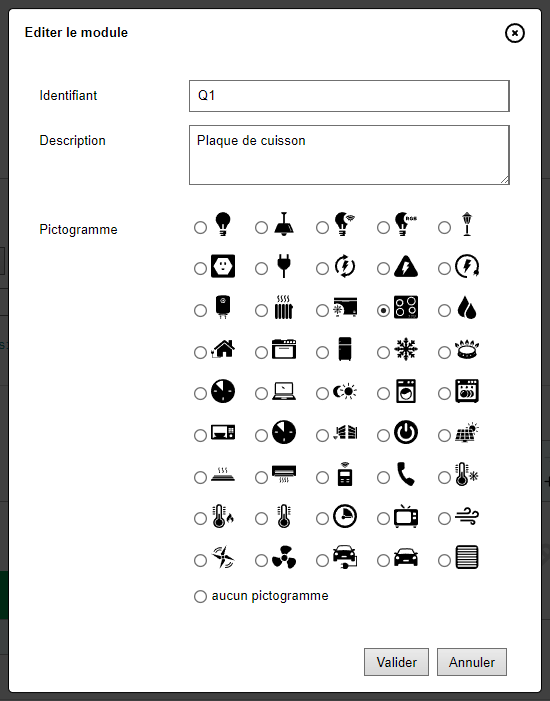 Editer le module
Identifiant
Q1
Description
Plaque de cuisson
Pictogramme
RGB
aucun pictogramme
Valider
Annuler